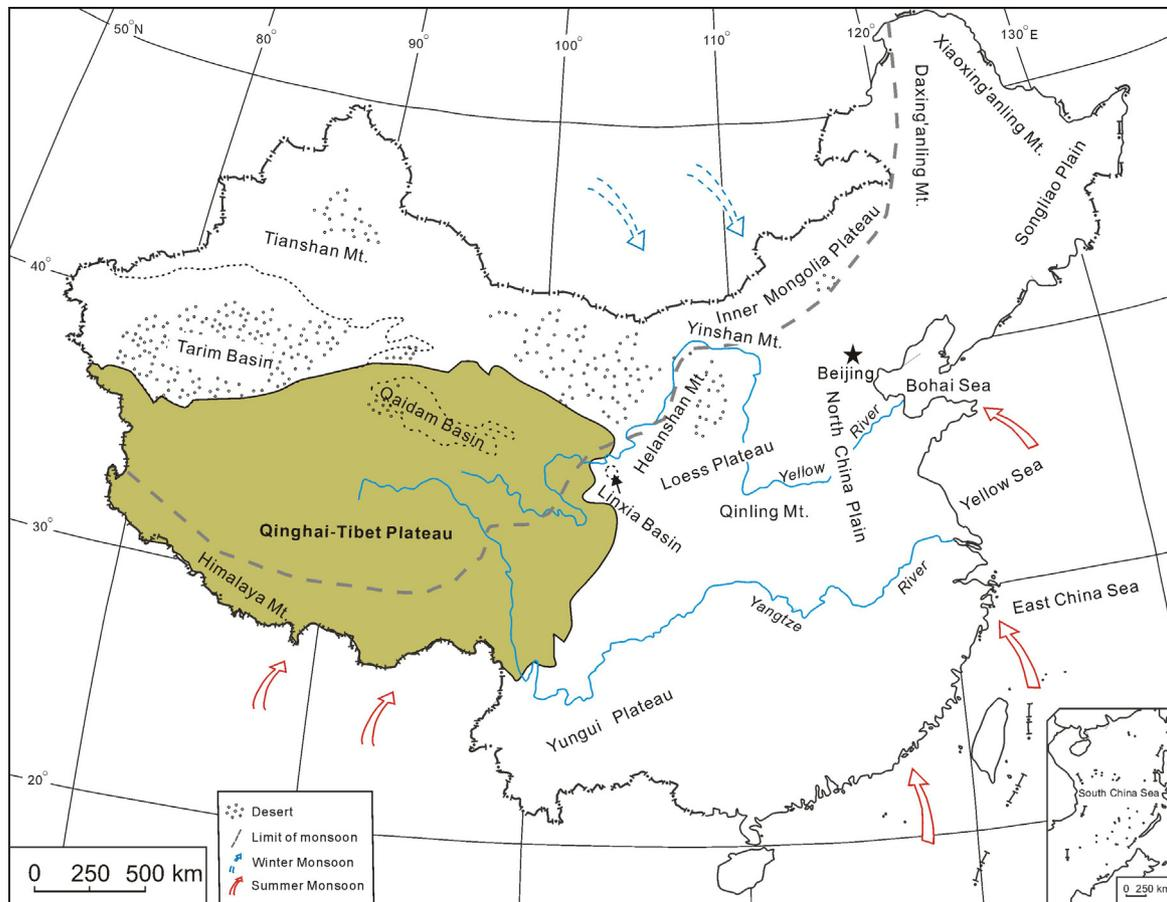 50°N
80°
90°
100°
110°
120°
130°E
Xiaoxing'anling Mt.
Daxing'anling Mt.
Songliao Plain
Tianshan Mt.
40°
Inner Mongolia Plateau
Yinshan Mt.
Tarim Basin
Beijing
Bohai Sea
Qaidam Basin
Helanshan Mt.
North China Plain
River
Loess Plateau
Yellow
Yellow Sea
Linxia Basin
Qinling Mt.
30°
Qinghai-Tibet Plateau
Himalaya Mt.
River
Yangtze
East China Sea
Yungui Plateau
20°
South China Sea
Desert
Limit of monsoon
Winter Monsoon
Summer Monsoon
0 250 500 km
0 250 km